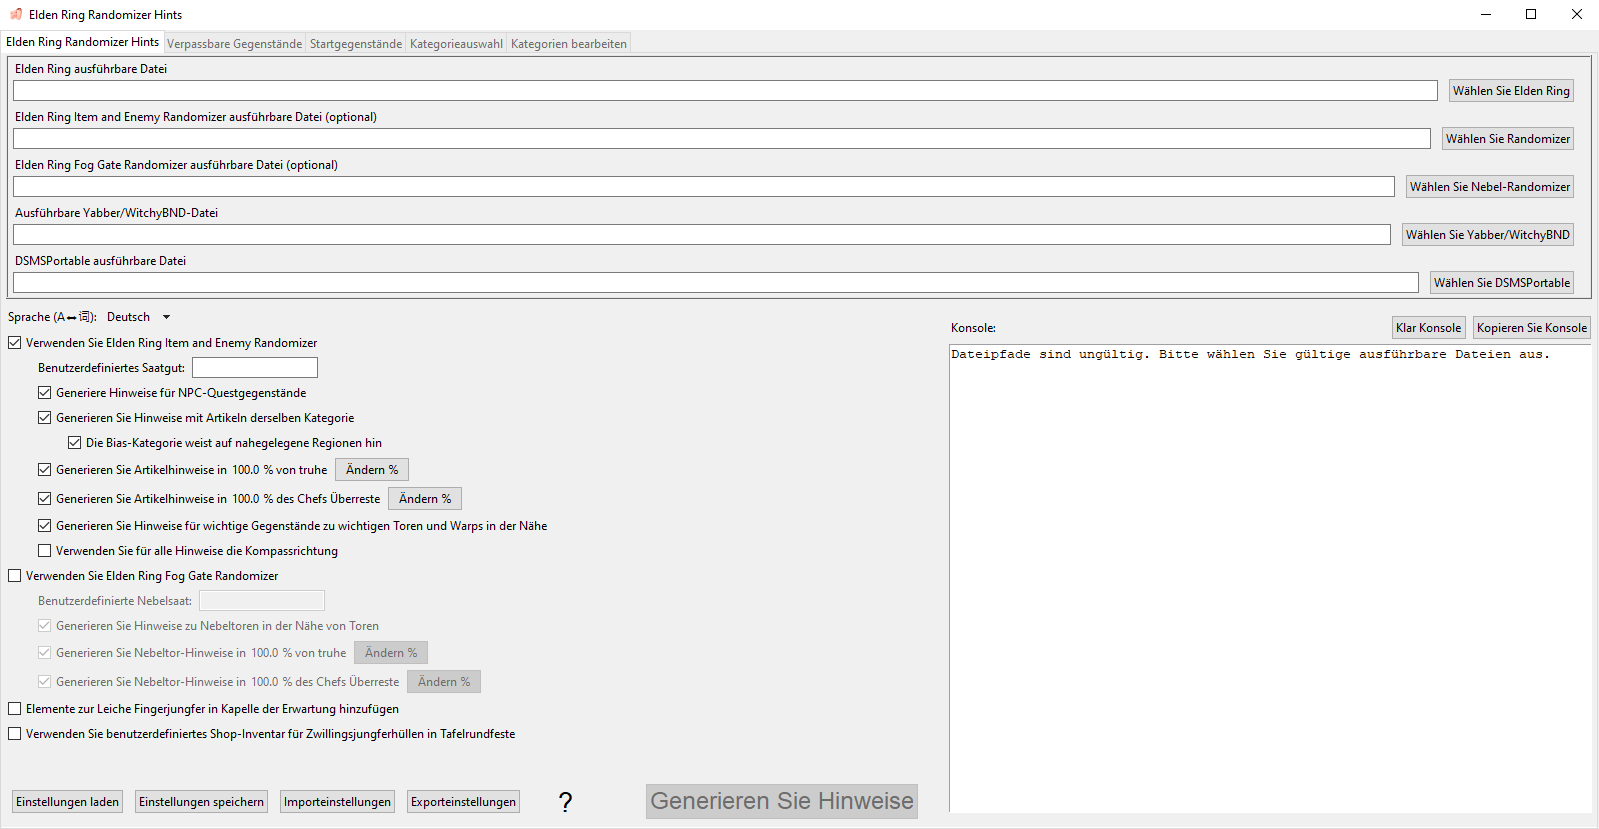 Elden Ring Randomizer Hints
Elden Ring Randomizer Hints Verpassbare Gegenstände Startgegenstände Kategorieauswahl Kategorien bearbeiten
Elden Ring ausführbare Datei
Wählen Sie Elden Ring
Elden Ring Item and Enemy Randomizer ausführbare Datei (optional)
Wählen Sie Randomizer
Elden Ring Fog Gate Randomizer ausführbare Datei (optional)
Wählen Sie Nebel-Randomizer
Ausführbare Yabber/WitchyBND-Datei
Wählen Sie Yabber/WitchyBND
DSMSPortable ausführbare Datei
Wählen Sie DSMSPortable
Sprache (A↔词): Deutsch
Verwenden Sie Elden Ring Item and Enemy Randomizer
Benutzerdefiniertes Saatgut:
Generiere Hinweise für NPC-Questgegenstände
Generieren Sie Hinweise mit Artikeln derselben Kategorie
Die Bias-Kategorie weist auf nahegelegene Regionen hin
Generieren Sie Artikelhinweise in 100.0 % von truhe Ändern %
Generieren Sie Artikelhinweise in 100.0 % des Chefs Überreste Ändern %
Generieren Sie Hinweise für wichtige Gegenstände zu wichtigen Toren und Warps in der Nähe
Verwenden Sie für alle Hinweise die Kompassrichtung
Verwenden Sie Elden Ring Fog Gate Randomizer
Benutzerdefinierte Nebelsaat:
Generieren Sie Hinweise zu Nebeltoren in der Nähe von Toren
Generieren Sie Nebeltor-Hinweise in 100.0 % von truhe Ändern %
Generieren Sie Nebeltor-Hinweise in 100.0 % des Chefs Überreste Ändern %
Elemente zur Leiche Fingerjungfer in Kapelle der Erwartung hinzufügen
Verwenden Sie benutzerdefiniertes Shop-Inventar für Zwillingsjungferhüllen in Tafelrundfeste
Einstellungen laden Einstellungen speichern Importeinstellungen Exporteinstellungen ? Generieren Sie Hinweise
Konsole: Klar Konsole Kopieren Sie Konsole
Dateipfade sind ungültig. Bitte wählen Sie gültige ausführbare Dateien aus.